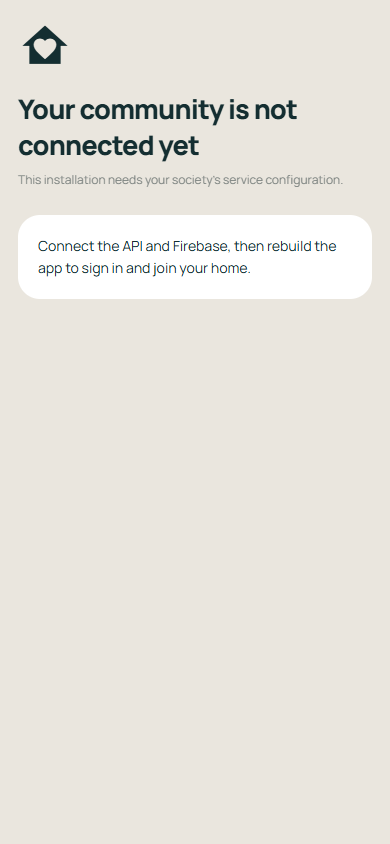 Your community is not
connected yet
This installation needs your society's service configuration.
Connect the API and Firebase, then rebuild the
app to sign in and join your home.